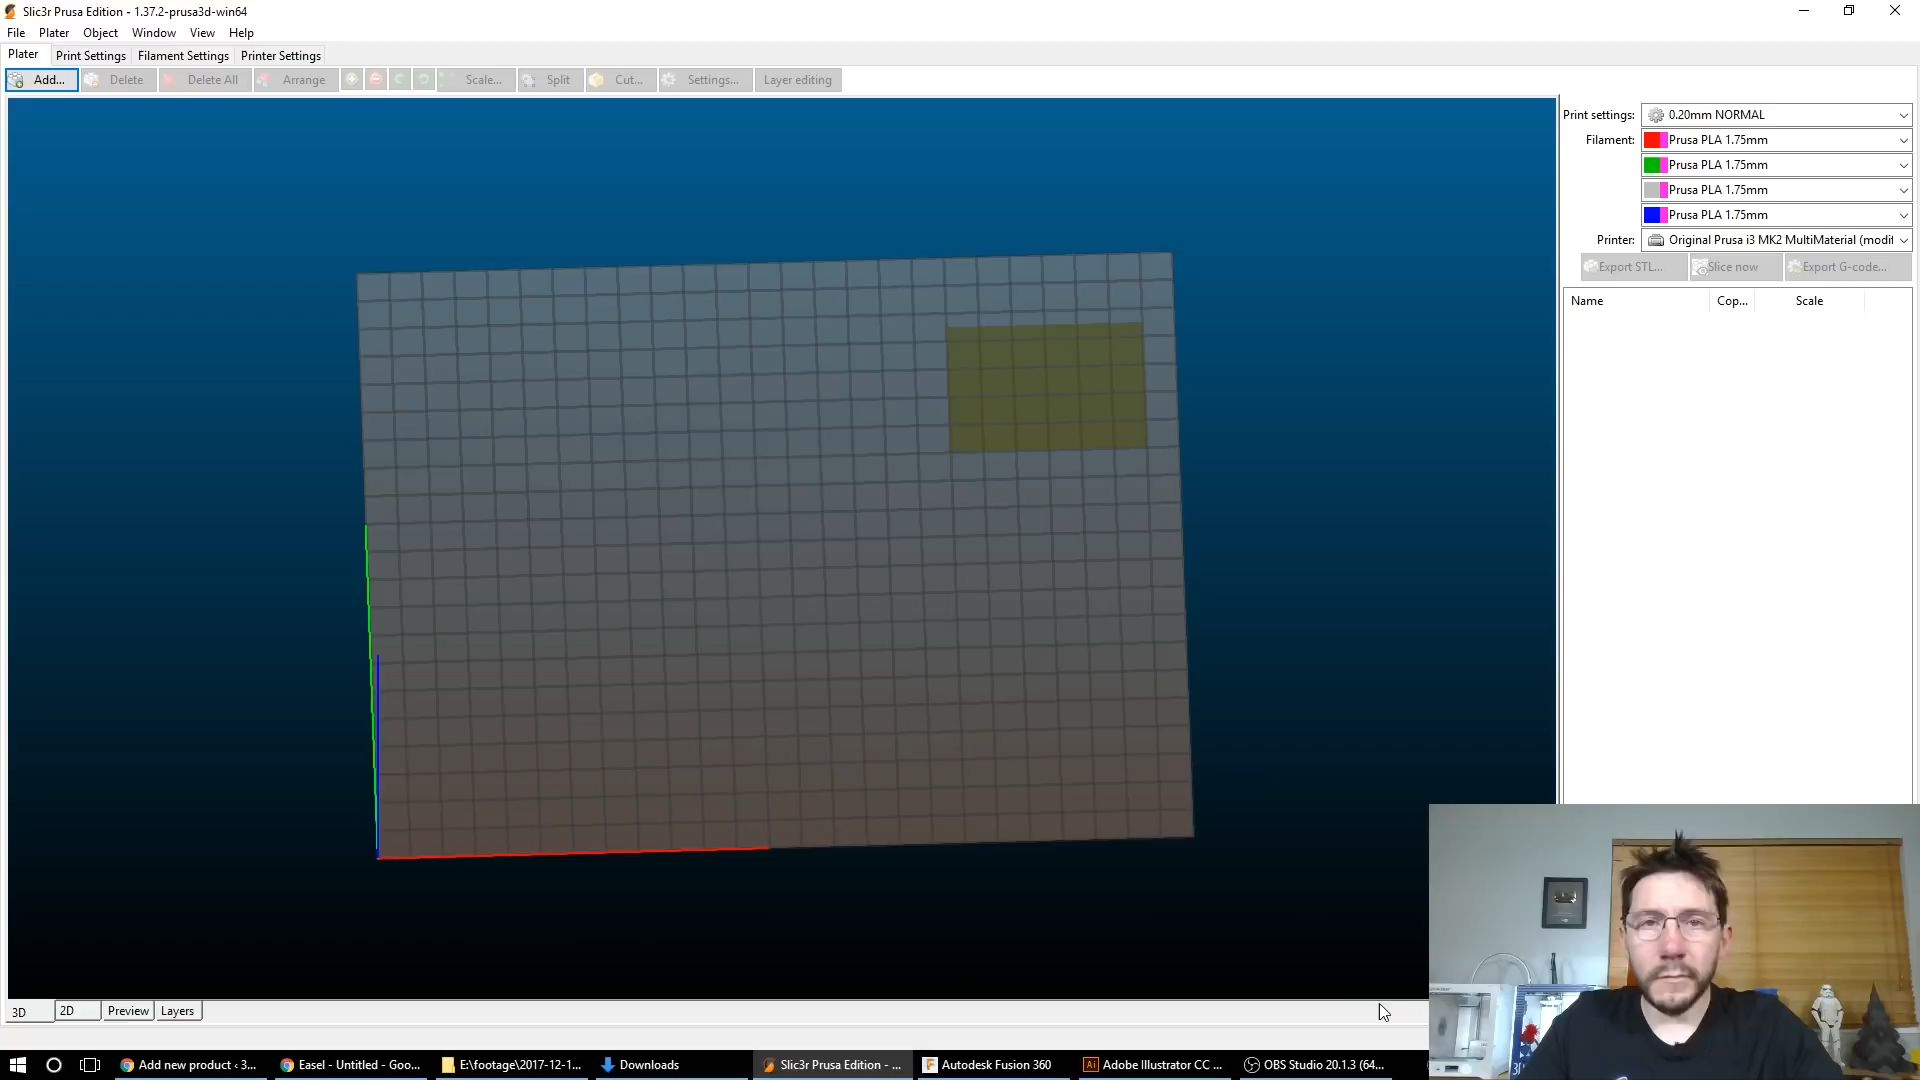 Slic3r Prusa Edition - 1.37.2-prusa3d-win64
File Plater Object Window View Help
Plater Print Settings Filament Settings Printer Settings
Add... Delete Delete All Arrange Scale... Split Cut... Settings... Layer editing
Print settings: 0.20mm NORMAL
Filament: Prusa PLA 1.75mm
Prusa PLA 1.75mm
Prusa PLA 1.75mm
Prusa PLA 1.75mm
Printer: Original Prusa i3 MK2 MultiMaterial (modif
Export STL... Slice now Export G-code...
Name Cop... Scale
3D 2D Preview Layers
Add new product ‹ 3... Easel - Untitled - Goo... E:\footage\2017-12-1... Downloads Slic3r Prusa Edition - ... Autodesk Fusion 360 Adobe Illustrator CC ... OBS Studio 20.1.3 (64...